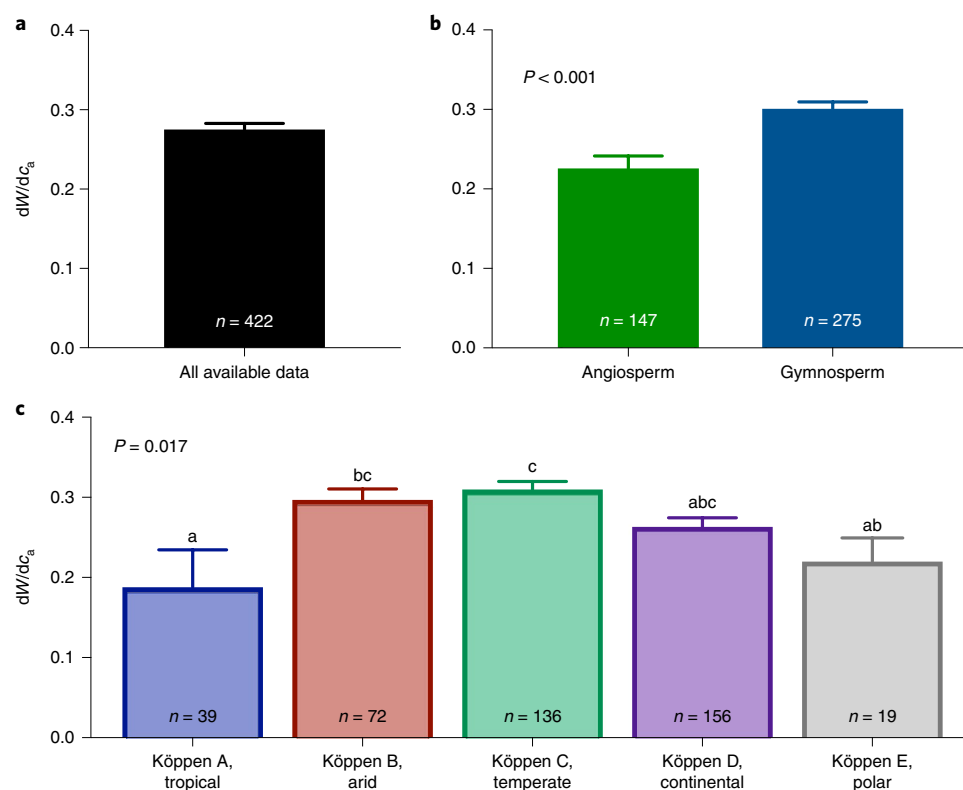 a
0.4
0.3
0.2
0.1
0.0
dW/dcₐ
n = 422
All available data
b
0.4
0.3
0.2
0.1
0.0
P < 0.001
n = 147
n = 275
Angiosperm
Gymnosperm
c
0.4
0.3
0.2
0.1
0.0
dW/dcₐ
P = 0.017
a
bc
c
abc
ab
n = 39
n = 72
n = 136
n = 156
n = 19
Köppen A,
tropical
Köppen B,
arid
Köppen C,
temperate
Köppen D,
continental
Köppen E,
polar